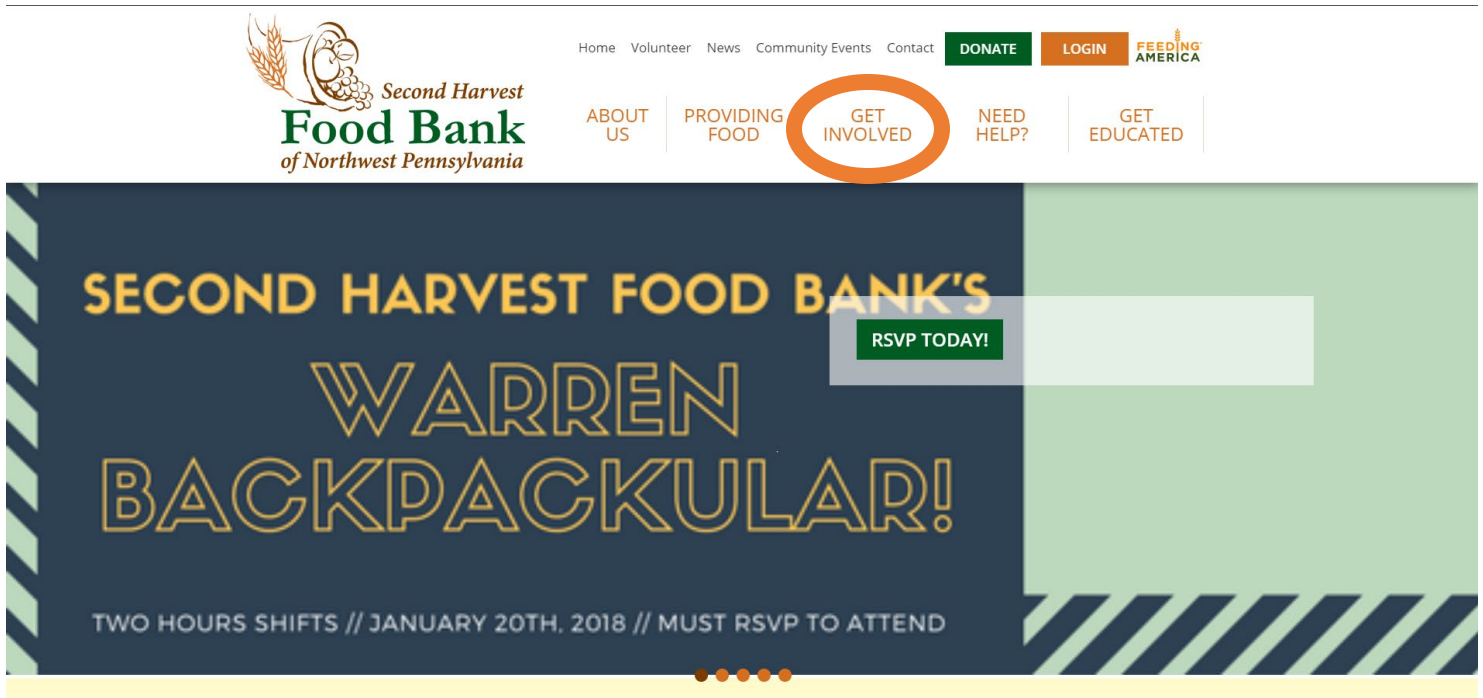 Home Volunteer News Community Events Contact DONATE LOGIN FEEDING
AMERICA
Second Harvest
Food Bank
of Northwest Pennsylvania
ABOUT
US
PROVIDING
FOOD
GET
INVOLVED
NEED
HELP?
GET
EDUCATED
SECOND HARVEST FOOD BANK'S
RSVP TODAY!
WARREN
BACKPACKULAR!
TWO HOURS SHIFTS // JANUARY 20TH, 2018 // MUST RSVP TO ATTEND